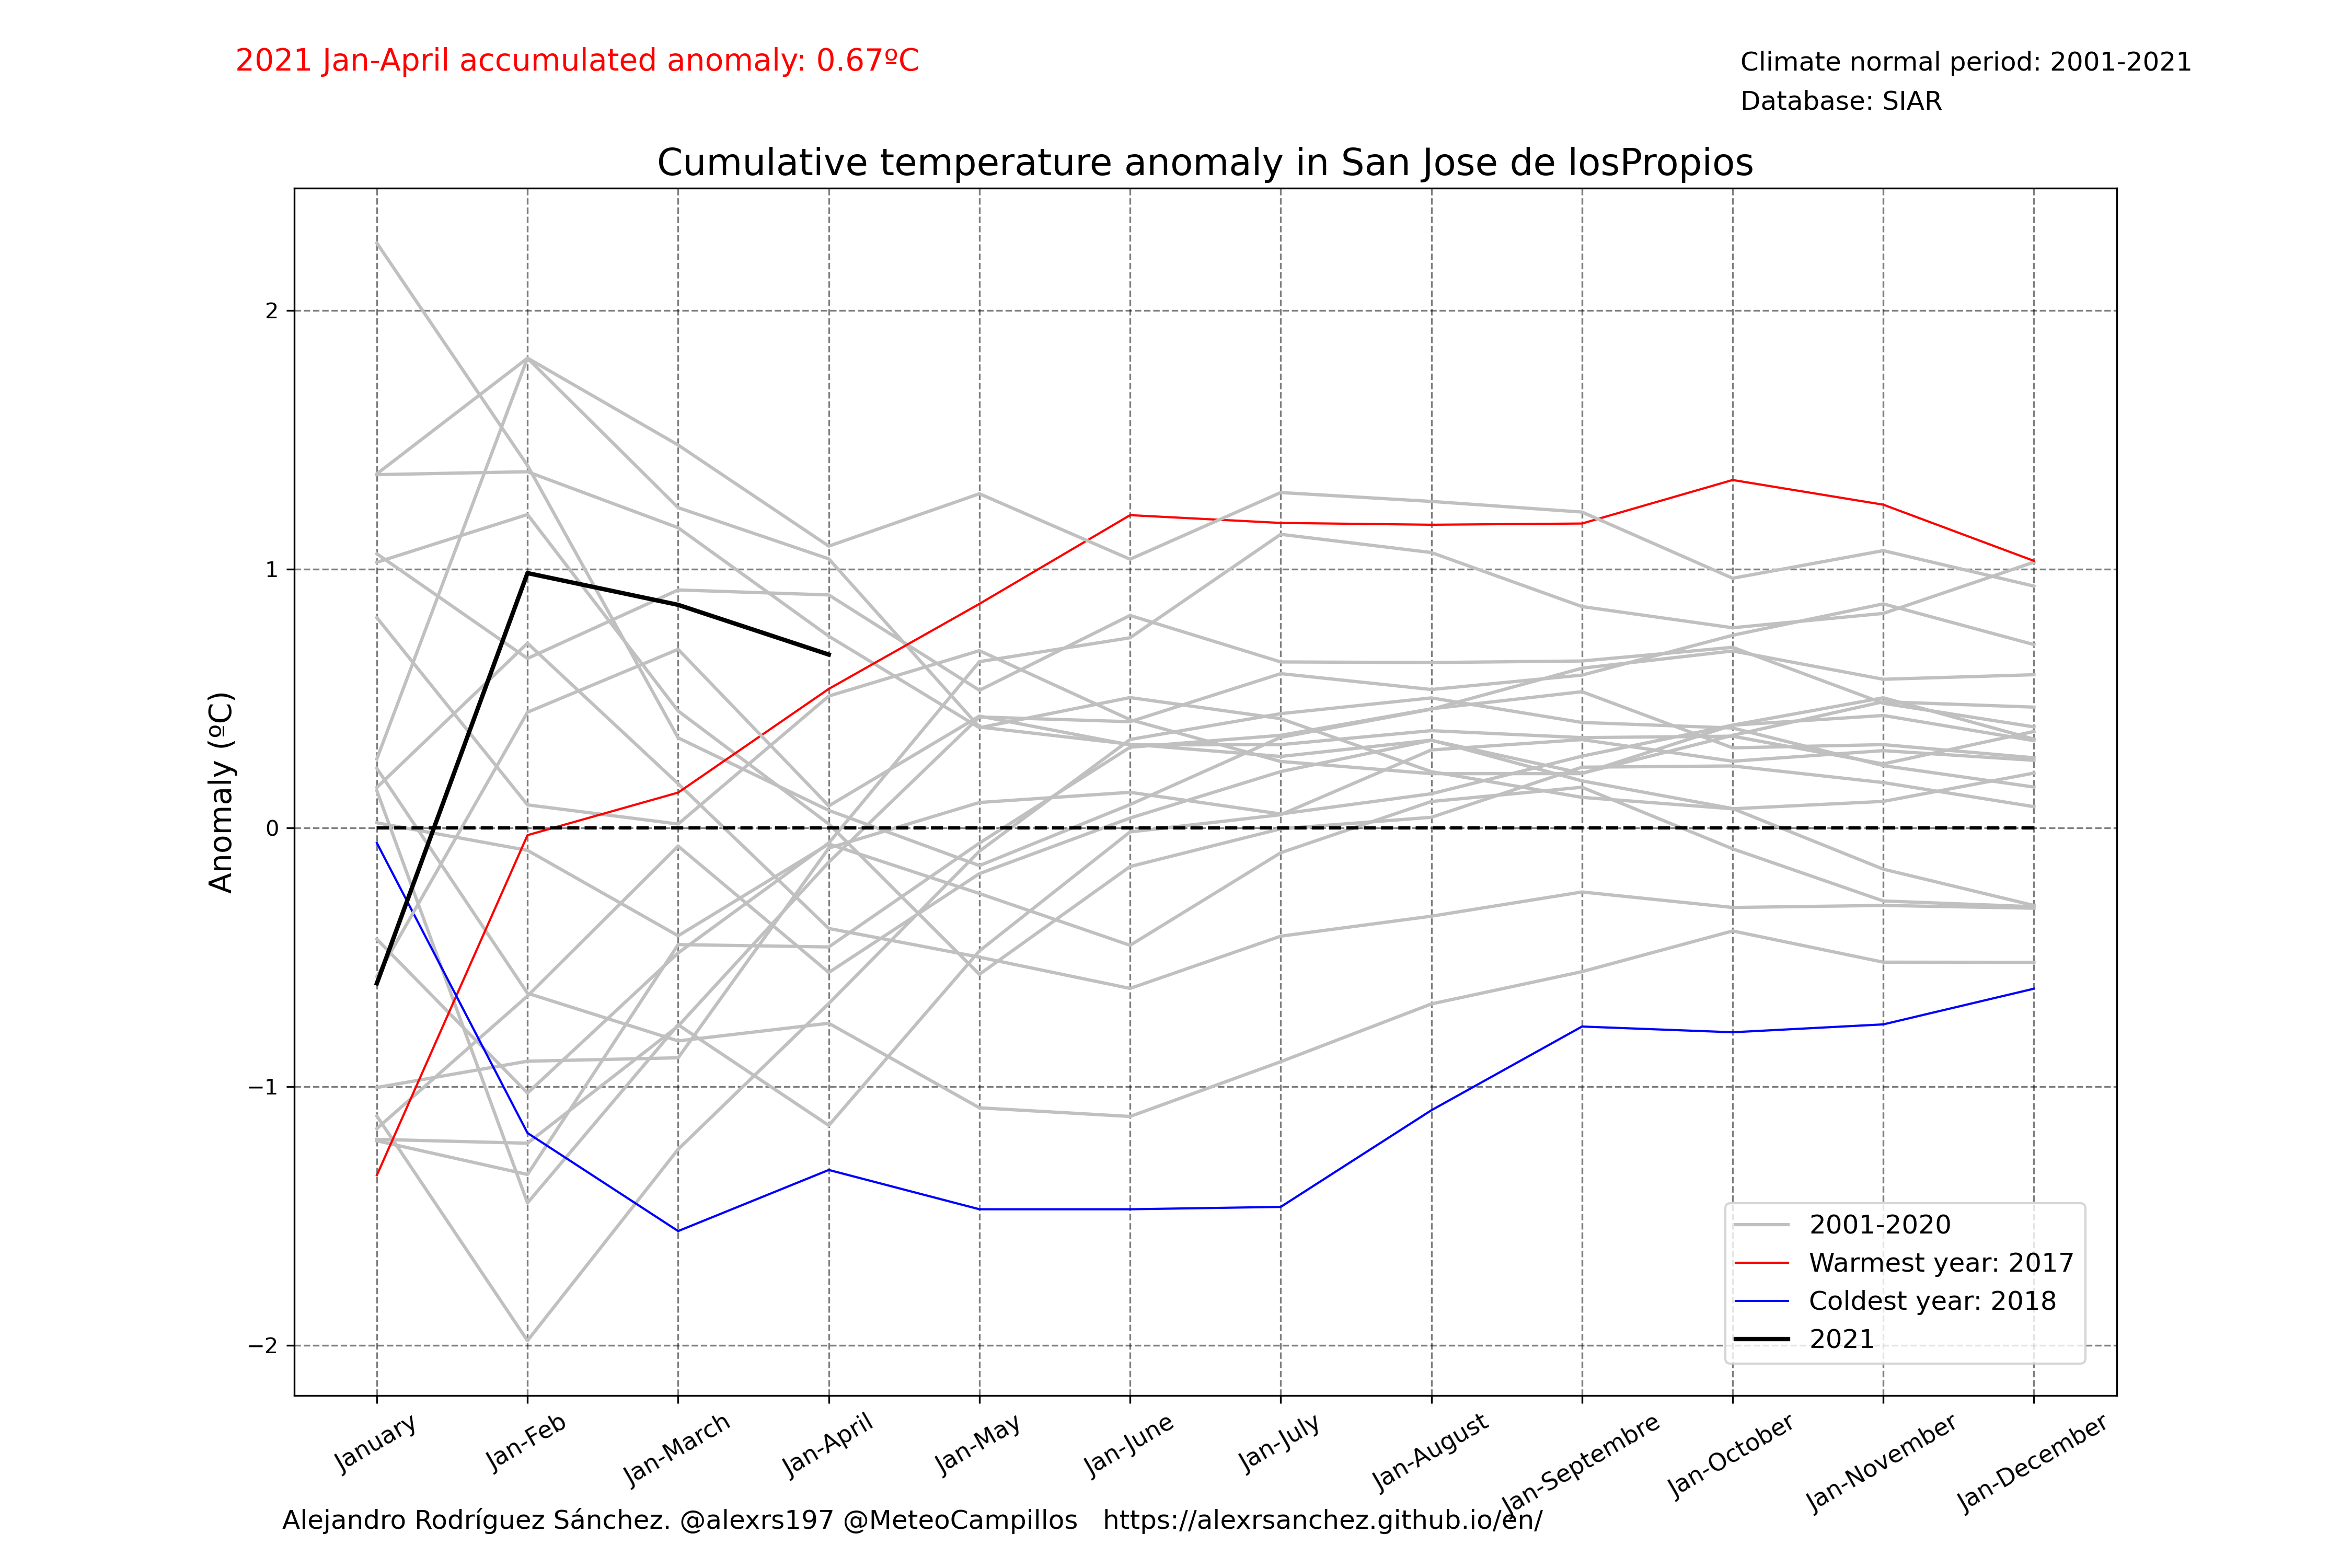 2021 Jan-April accumulated anomaly: 0.67ºC
Climate normal period: 2001-2021
Database: SIAR
Cumulative temperature anomaly in San Jose de losPropios
Anomaly (ºC)
2
1
0
−1
−2
2001-2020
Warmest year: 2017
Coldest year: 2018
2021
January
Jan-Feb
Jan-March
Jan-April
Jan-May
Jan-June
Jan-July
Jan-August
Jan-Septembre
Jan-October
Jan-November
Jan-December
Alejandro Rodríguez Sánchez. @alexrs197 @MeteoCampillos https://alexrsanchez.github.io/en/